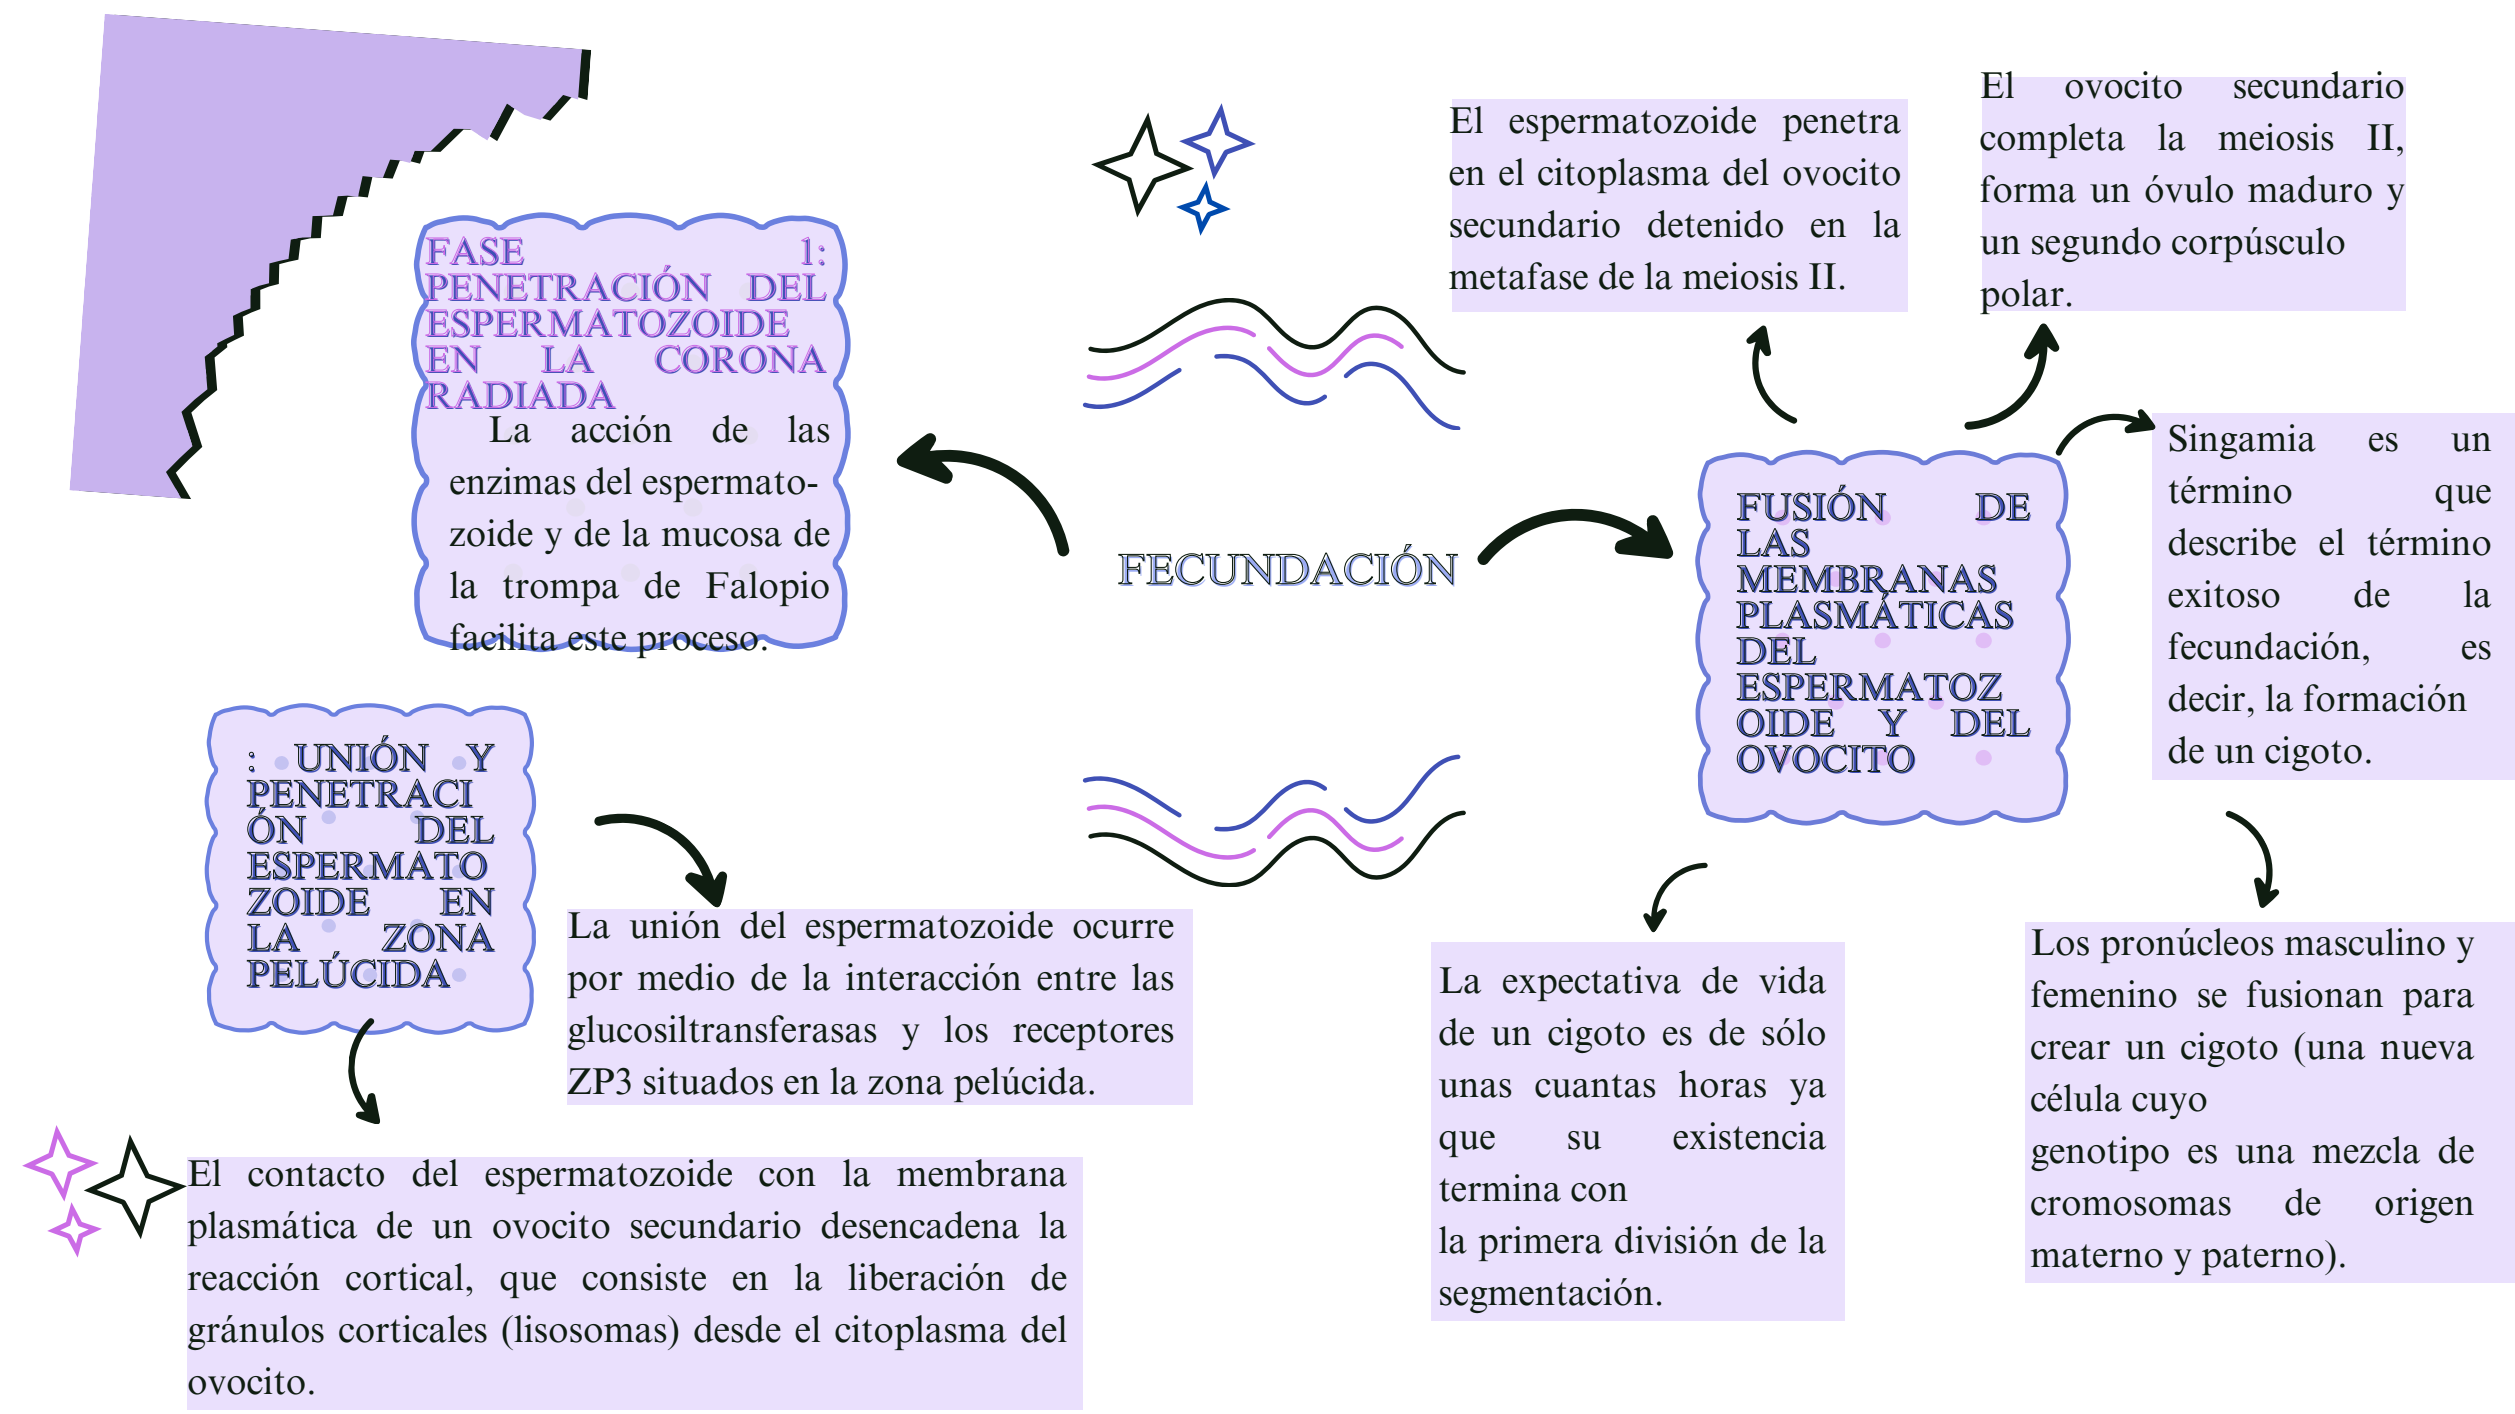 FASE 1:
PENETRACIÓN DEL
ESPERMATOZOIDE
EN LA CORONA
RADIADA
La acción de las
enzimas del espermato-
zoide y de la mucosa de
la trompa de Falopio
facilita este proceso.
: UNIÓN Y
PENETRACI
ÓN DEL
ESPERMATO
ZOIDE EN
LA ZONA
PELÚCIDA
La unión del espermatozoide ocurre
por medio de la interacción entre las
glucosiltransferasas y los receptores
ZP3 situados en la zona pelúcida.
El contacto del espermatozoide con la membrana
plasmática de un ovocito secundario desencadena la
reacción cortical, que consiste en la liberación de
gránulos corticales (lisosomas) desde el citoplasma del
ovocito.
FECUNDACIÓN
El espermatozoide penetra
en el citoplasma del ovocito
secundario detenido en la
metafase de la meiosis II.
El ovocito secundario
completa la meiosis II,
forma un óvulo maduro y
un segundo corpúsculo
polar.
FUSIÓN DE
LAS
MEMBRANAS
PLASMÁTICAS
DEL
ESPERMATOZ
OIDE Y DEL
OVOCITO
Singamia es un
término que
describe el término
exitoso de la
fecundación, es
decir, la formación
de un cigoto.
La expectativa de vida
de un cigoto es de sólo
unas cuantas horas ya
que su existencia
termina con
la primera división de la
segmentación.
Los pronúcleos masculino y
femenino se fusionan para
crear un cigoto (una nueva
célula cuyo
genotipo es una mezcla de
cromosomas de origen
materno y paterno).